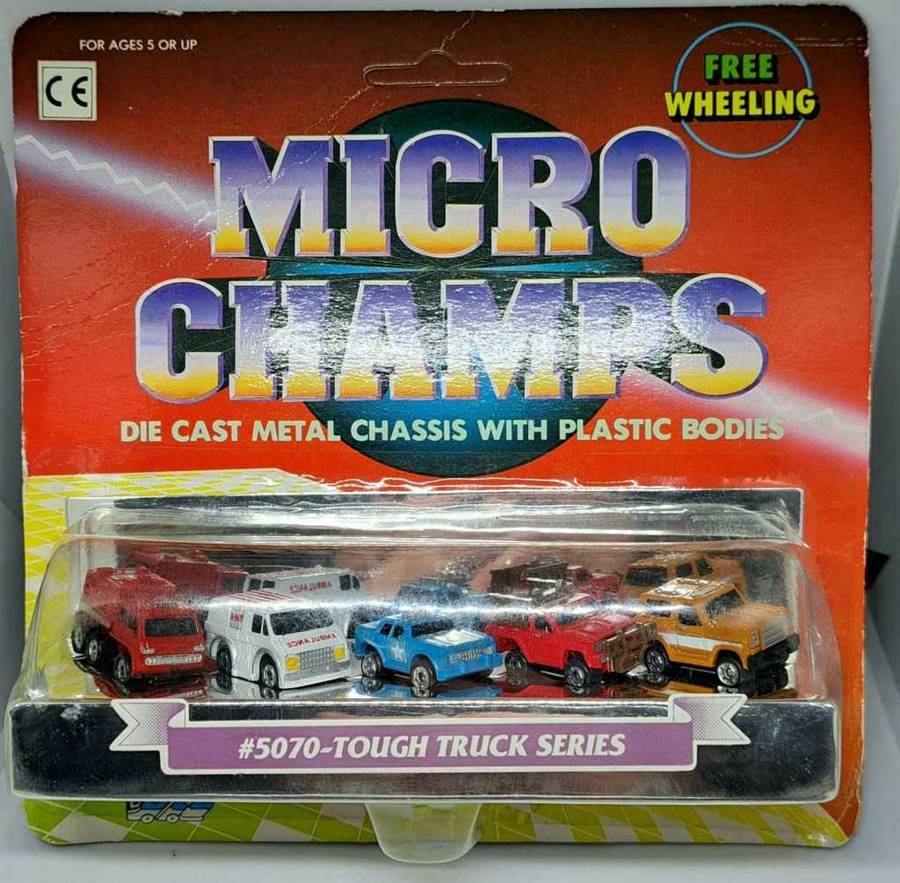 FOR AGES 5 OR UP
CE
FREE
WHEELING
MICRO
CHAMPS
DIE CAST METAL CHASSIS WITH PLASTIC BODIES
AMBULANCE
#5070-TOUGH TRUCK SERIES